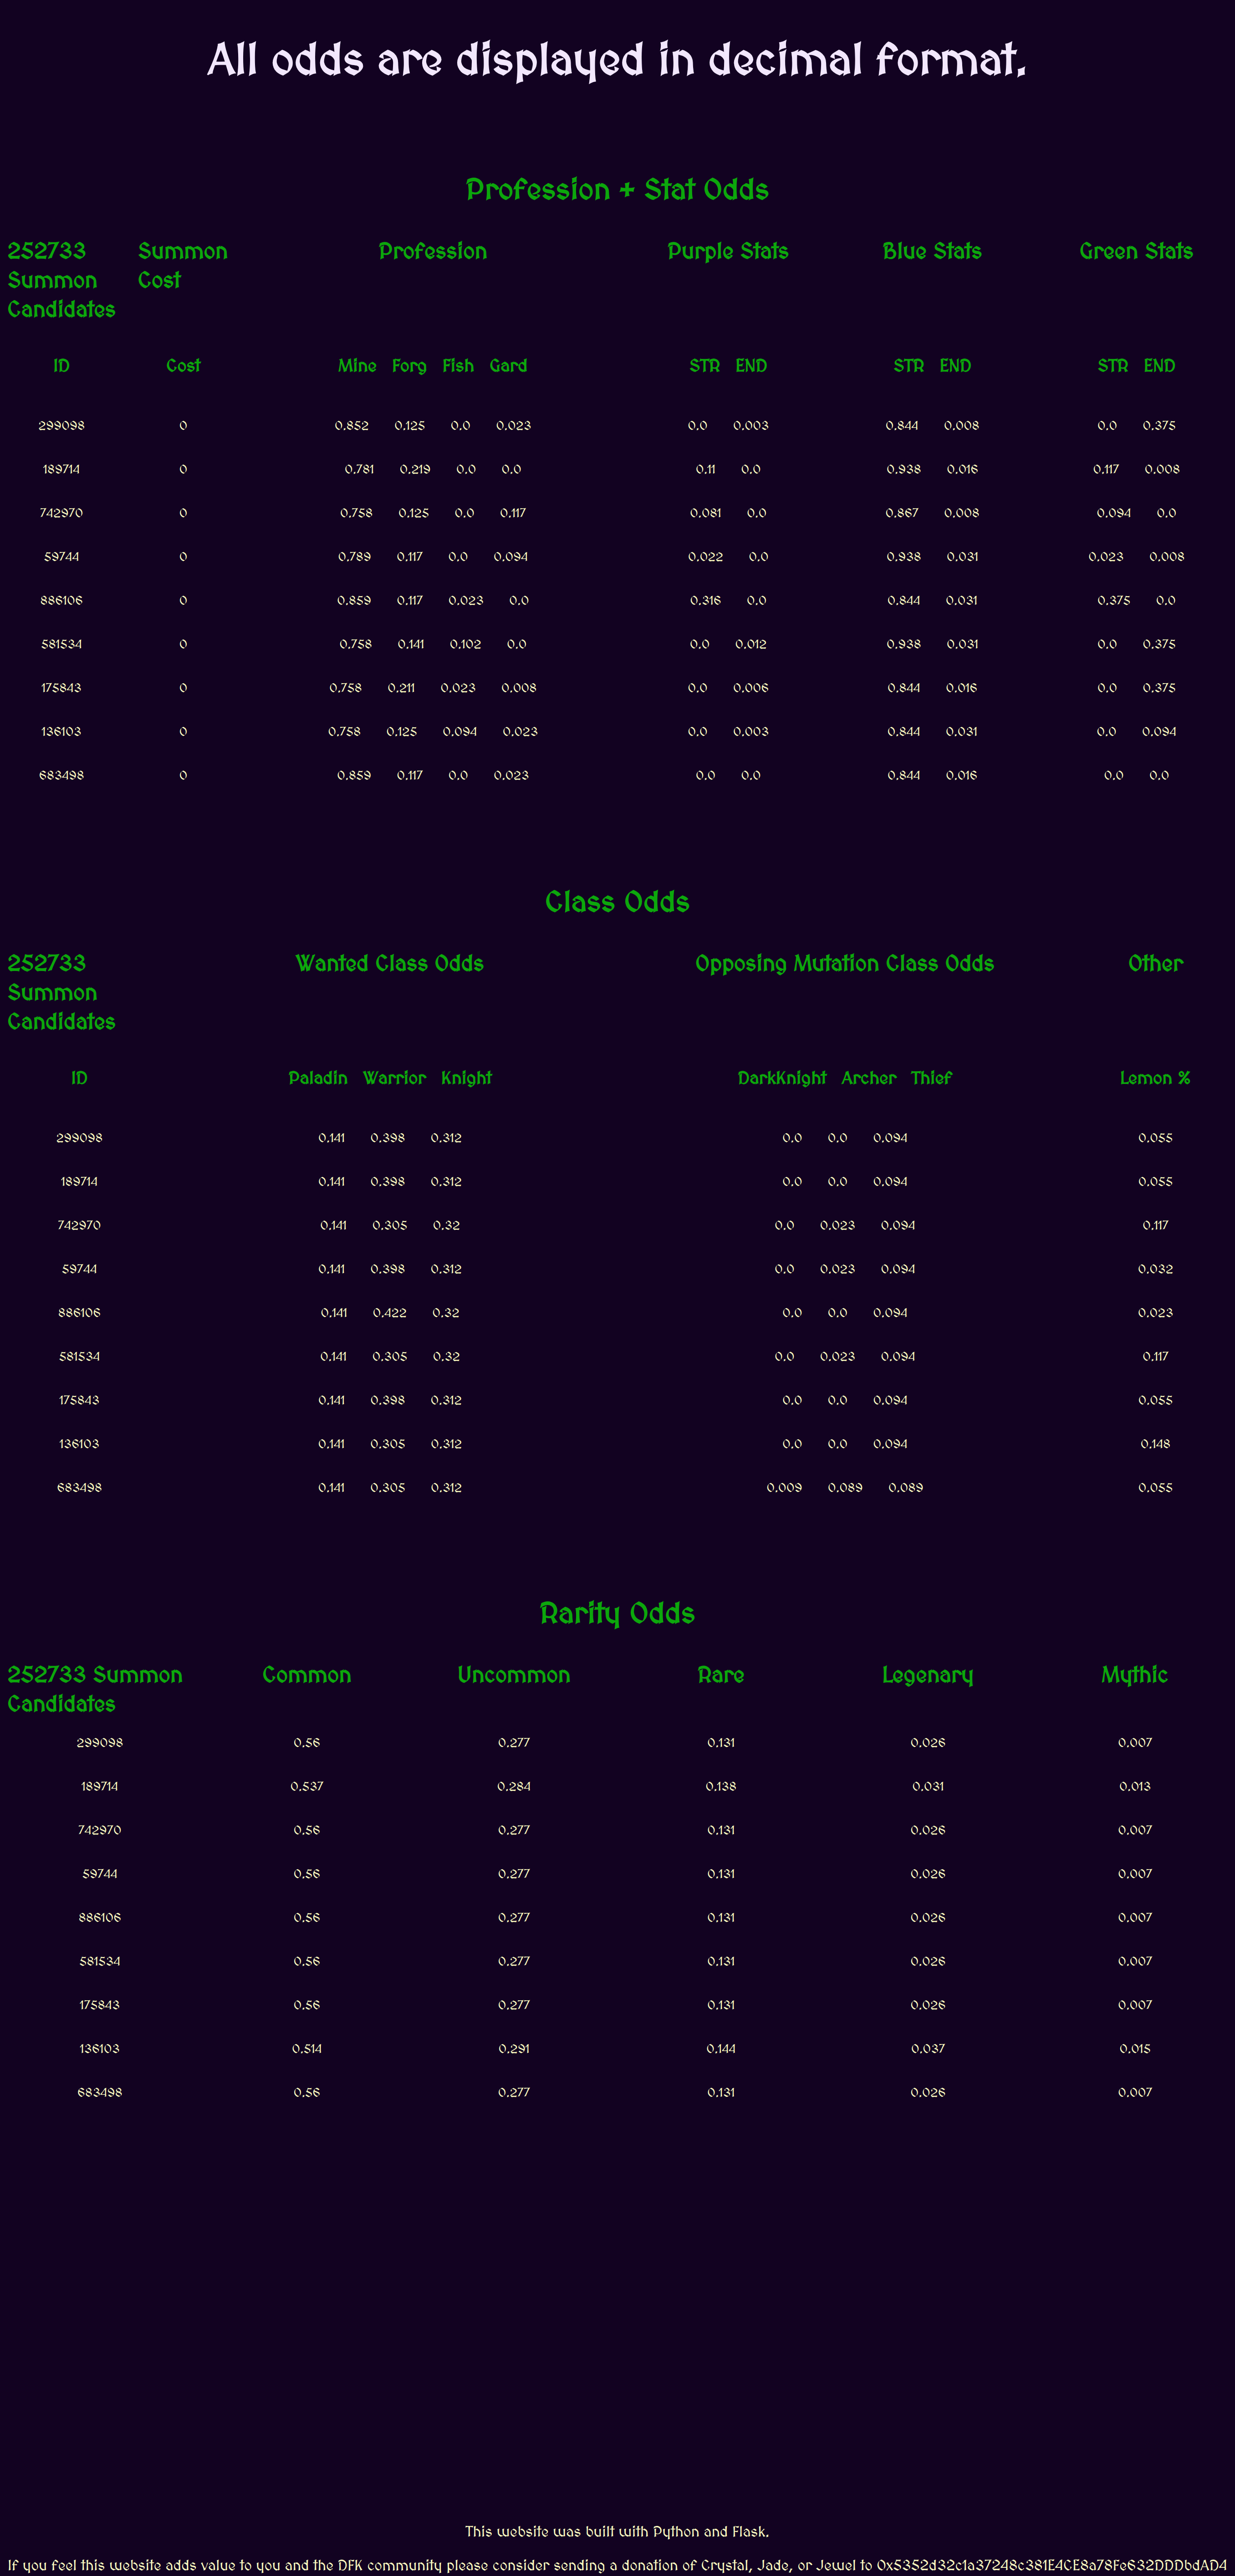 All odds are displayed in decimal format.
Profession + Stat Odds
252733 Summon Candidates Summon Cost Profession Purple Stats Blue Stats Green Stats
ID Cost Mine Forg Fish Gard STR END STR END STR END
299098 0 0.852 0.125 0.0 0.023 0.0 0.003 0.844 0.008 0.0 0.375
189714 0 0.781 0.219 0.0 0.0 0.11 0.0 0.938 0.016 0.117 0.008
742970 0 0.758 0.125 0.0 0.117 0.081 0.0 0.867 0.008 0.094 0.0
59744 0 0.789 0.117 0.0 0.094 0.022 0.0 0.938 0.031 0.023 0.008
886106 0 0.859 0.117 0.023 0.0 0.316 0.0 0.844 0.031 0.375 0.0
581534 0 0.758 0.141 0.102 0.0 0.0 0.012 0.938 0.031 0.0 0.375
175843 0 0.758 0.211 0.023 0.008 0.0 0.006 0.844 0.016 0.0 0.375
136103 0 0.758 0.125 0.094 0.023 0.0 0.003 0.844 0.031 0.0 0.094
683498 0 0.859 0.117 0.0 0.023 0.0 0.0 0.844 0.016 0.0 0.0
Class Odds
252733 Summon Candidates Wanted Class Odds Opposing Mutation Class Odds Other
ID Paladin Warrior Knight DarkKnight Archer Thief Lemon %
299098 0.141 0.398 0.312 0.0 0.0 0.094 0.055
189714 0.141 0.398 0.312 0.0 0.0 0.094 0.055
742970 0.141 0.305 0.32 0.0 0.023 0.094 0.117
59744 0.141 0.398 0.312 0.0 0.023 0.094 0.032
886106 0.141 0.422 0.32 0.0 0.0 0.094 0.023
581534 0.141 0.305 0.32 0.0 0.023 0.094 0.117
175843 0.141 0.398 0.312 0.0 0.0 0.094 0.055
136103 0.141 0.305 0.312 0.0 0.0 0.094 0.148
683498 0.141 0.305 0.312 0.009 0.089 0.089 0.055
Rarity Odds
252733 Summon Candidates Common Uncommon Rare Legenary Mythic
299098 0.56 0.277 0.131 0.026 0.007
189714 0.537 0.284 0.138 0.031 0.013
742970 0.56 0.277 0.131 0.026 0.007
59744 0.56 0.277 0.131 0.026 0.007
886106 0.56 0.277 0.131 0.026 0.007
581534 0.56 0.277 0.131 0.026 0.007
175843 0.56 0.277 0.131 0.026 0.007
136103 0.514 0.291 0.144 0.037 0.015
683498 0.56 0.277 0.131 0.026 0.007
This website was built with Python and Flask.
If you feel this website adds value to you and the DFK community please consider sending a donation of Crystal, Jade, or Jewel to 0x5352d32c1a37248c381E4CE8a78Fe632DDDbdAD4